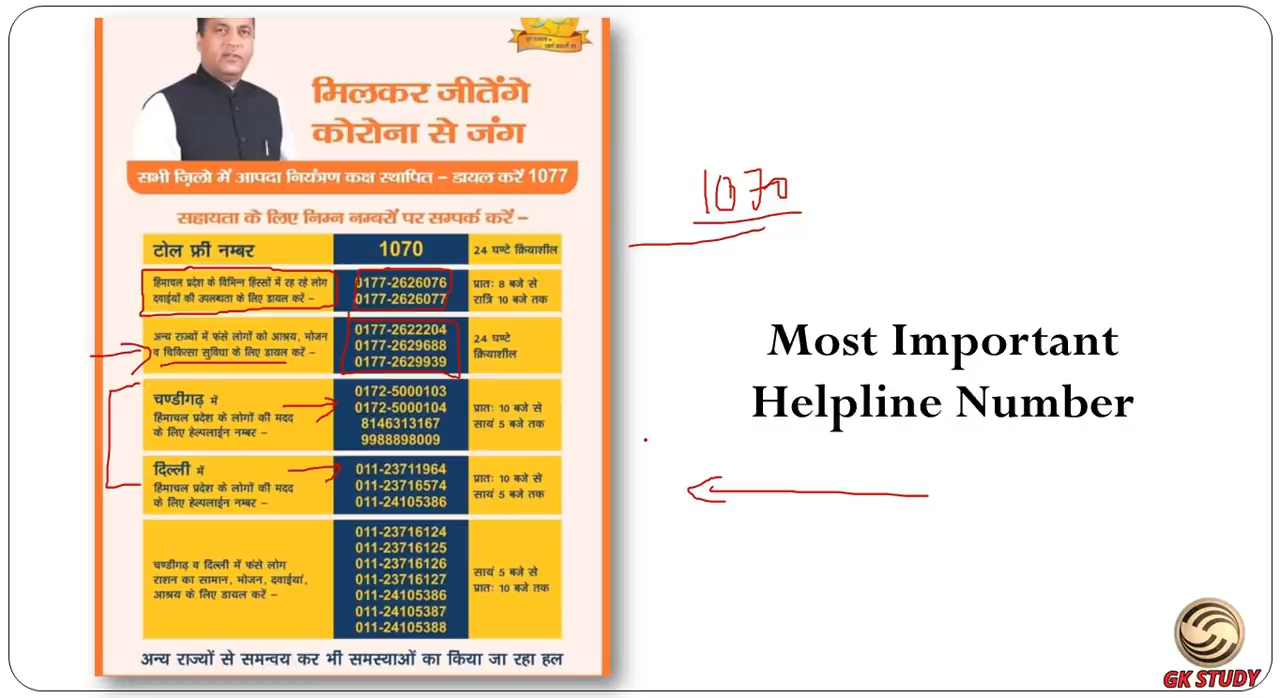 मिलकर जीतेंगे
कोरोना से जंग
सभी ज़िलो में आपदा नियंत्रण कक्ष स्थापित – डायल करें 1077
सहायता के लिए निम्न नम्बरों पर सम्पर्क करें –
टोल फ्री नम्बर 1070 24 घण्टे क्रियाशील
हिमाचल प्रदेश के विभिन्न हिस्सों में रह रहे लोग
दवाईयों की उपलब्धता के लिए डायल करें –
0177-2626076
0177-2626077
प्रातः 8 बजे से
रात्रि 10 बजे तक
अन्य राज्यों में फंसे लोगों को आश्रय, भोजन
व चिकित्सा सुविधा के लिए डायल करें –
0177-2622204
0177-2629688
0177-2629939
24 घण्टे
क्रियाशील
चण्डीगढ़ में
हिमाचल प्रदेश के लोगों की मदद
के लिए हेल्पलाईन नम्बर –
0172-5000103
0172-5000104
8146313167
9988898009
प्रातः 10 बजे से
सायं 5 बजे तक
दिल्ली में
हिमाचल प्रदेश के लोगों की मदद
के लिए हेल्पलाईन नम्बर –
011-23711964
011-23716574
011-24105386
प्रातः 10 बजे से
सायं 5 बजे तक
चण्डीगढ़ व दिल्ली में फंसे लोग
राशन का सामान, भोजन, दवाईयां,
आश्रय के लिए डायल करें –
011-23716124
011-23716125
011-23716126
011-23716127
011-24105386
011-24105387
011-24105388
सायं 5 बजे से
प्रातः 10 बजे तक
अन्य राज्यों से समन्वय कर भी समस्याओं का किया जा रहा हल
1070
Most Important
Helpline Number
GK STUDY